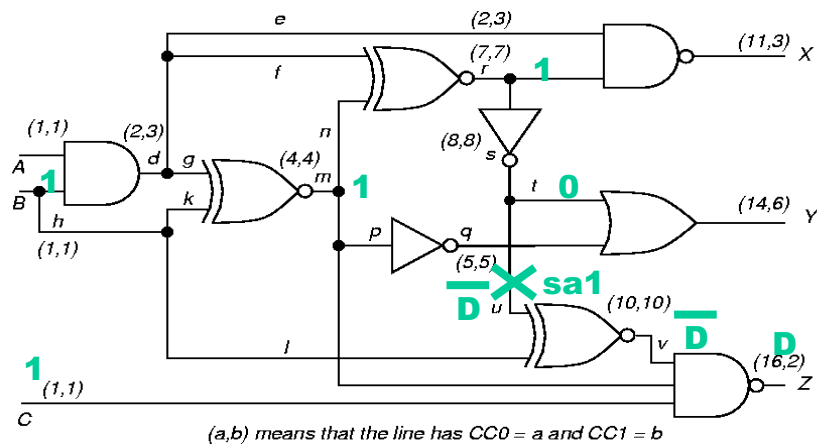 e
(2,3)
(11,3)
X
(7,7)
f
r
1
(1,1)
(2,3)
n
(8,8)
A
d
g
(4,4)
s
1
m
1
t
0
(14,6)
B
k
Y
h
(1,1)
p
q
(5,5)
sa1
D
u
(10,10)
D
D
l
v
1
(1,1)
(16,2)
C
Z
(a,b) means that the line has CC0 = a and CC1 = b